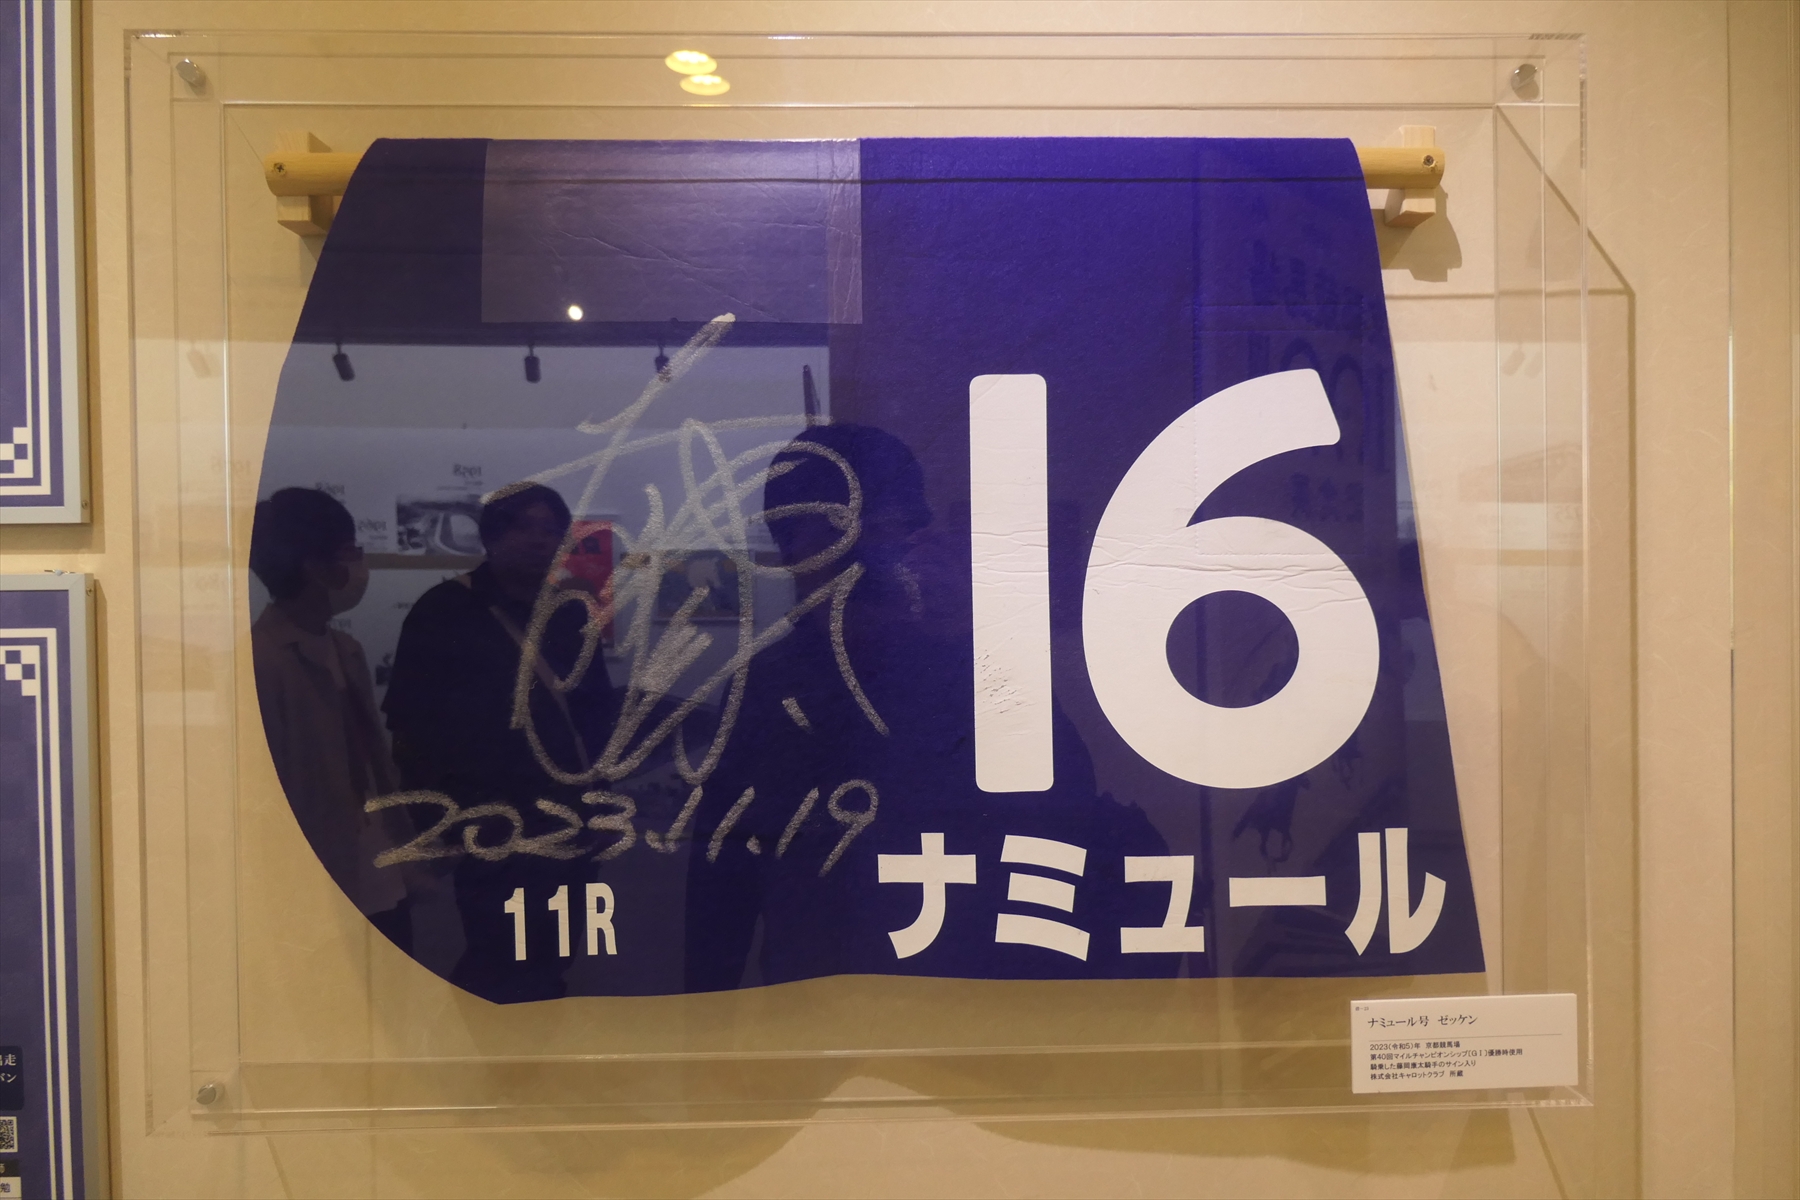 16
2023.11.19
11R
ナミュール
ナミュール号 ゼッケン
2023(令和5)年 京都競馬場
第40回マイルチャンピオンシップ(GⅠ)優勝時使用
騎乗した藤岡康太騎手のサイン入り
株式会社キャロットクラブ 所蔵